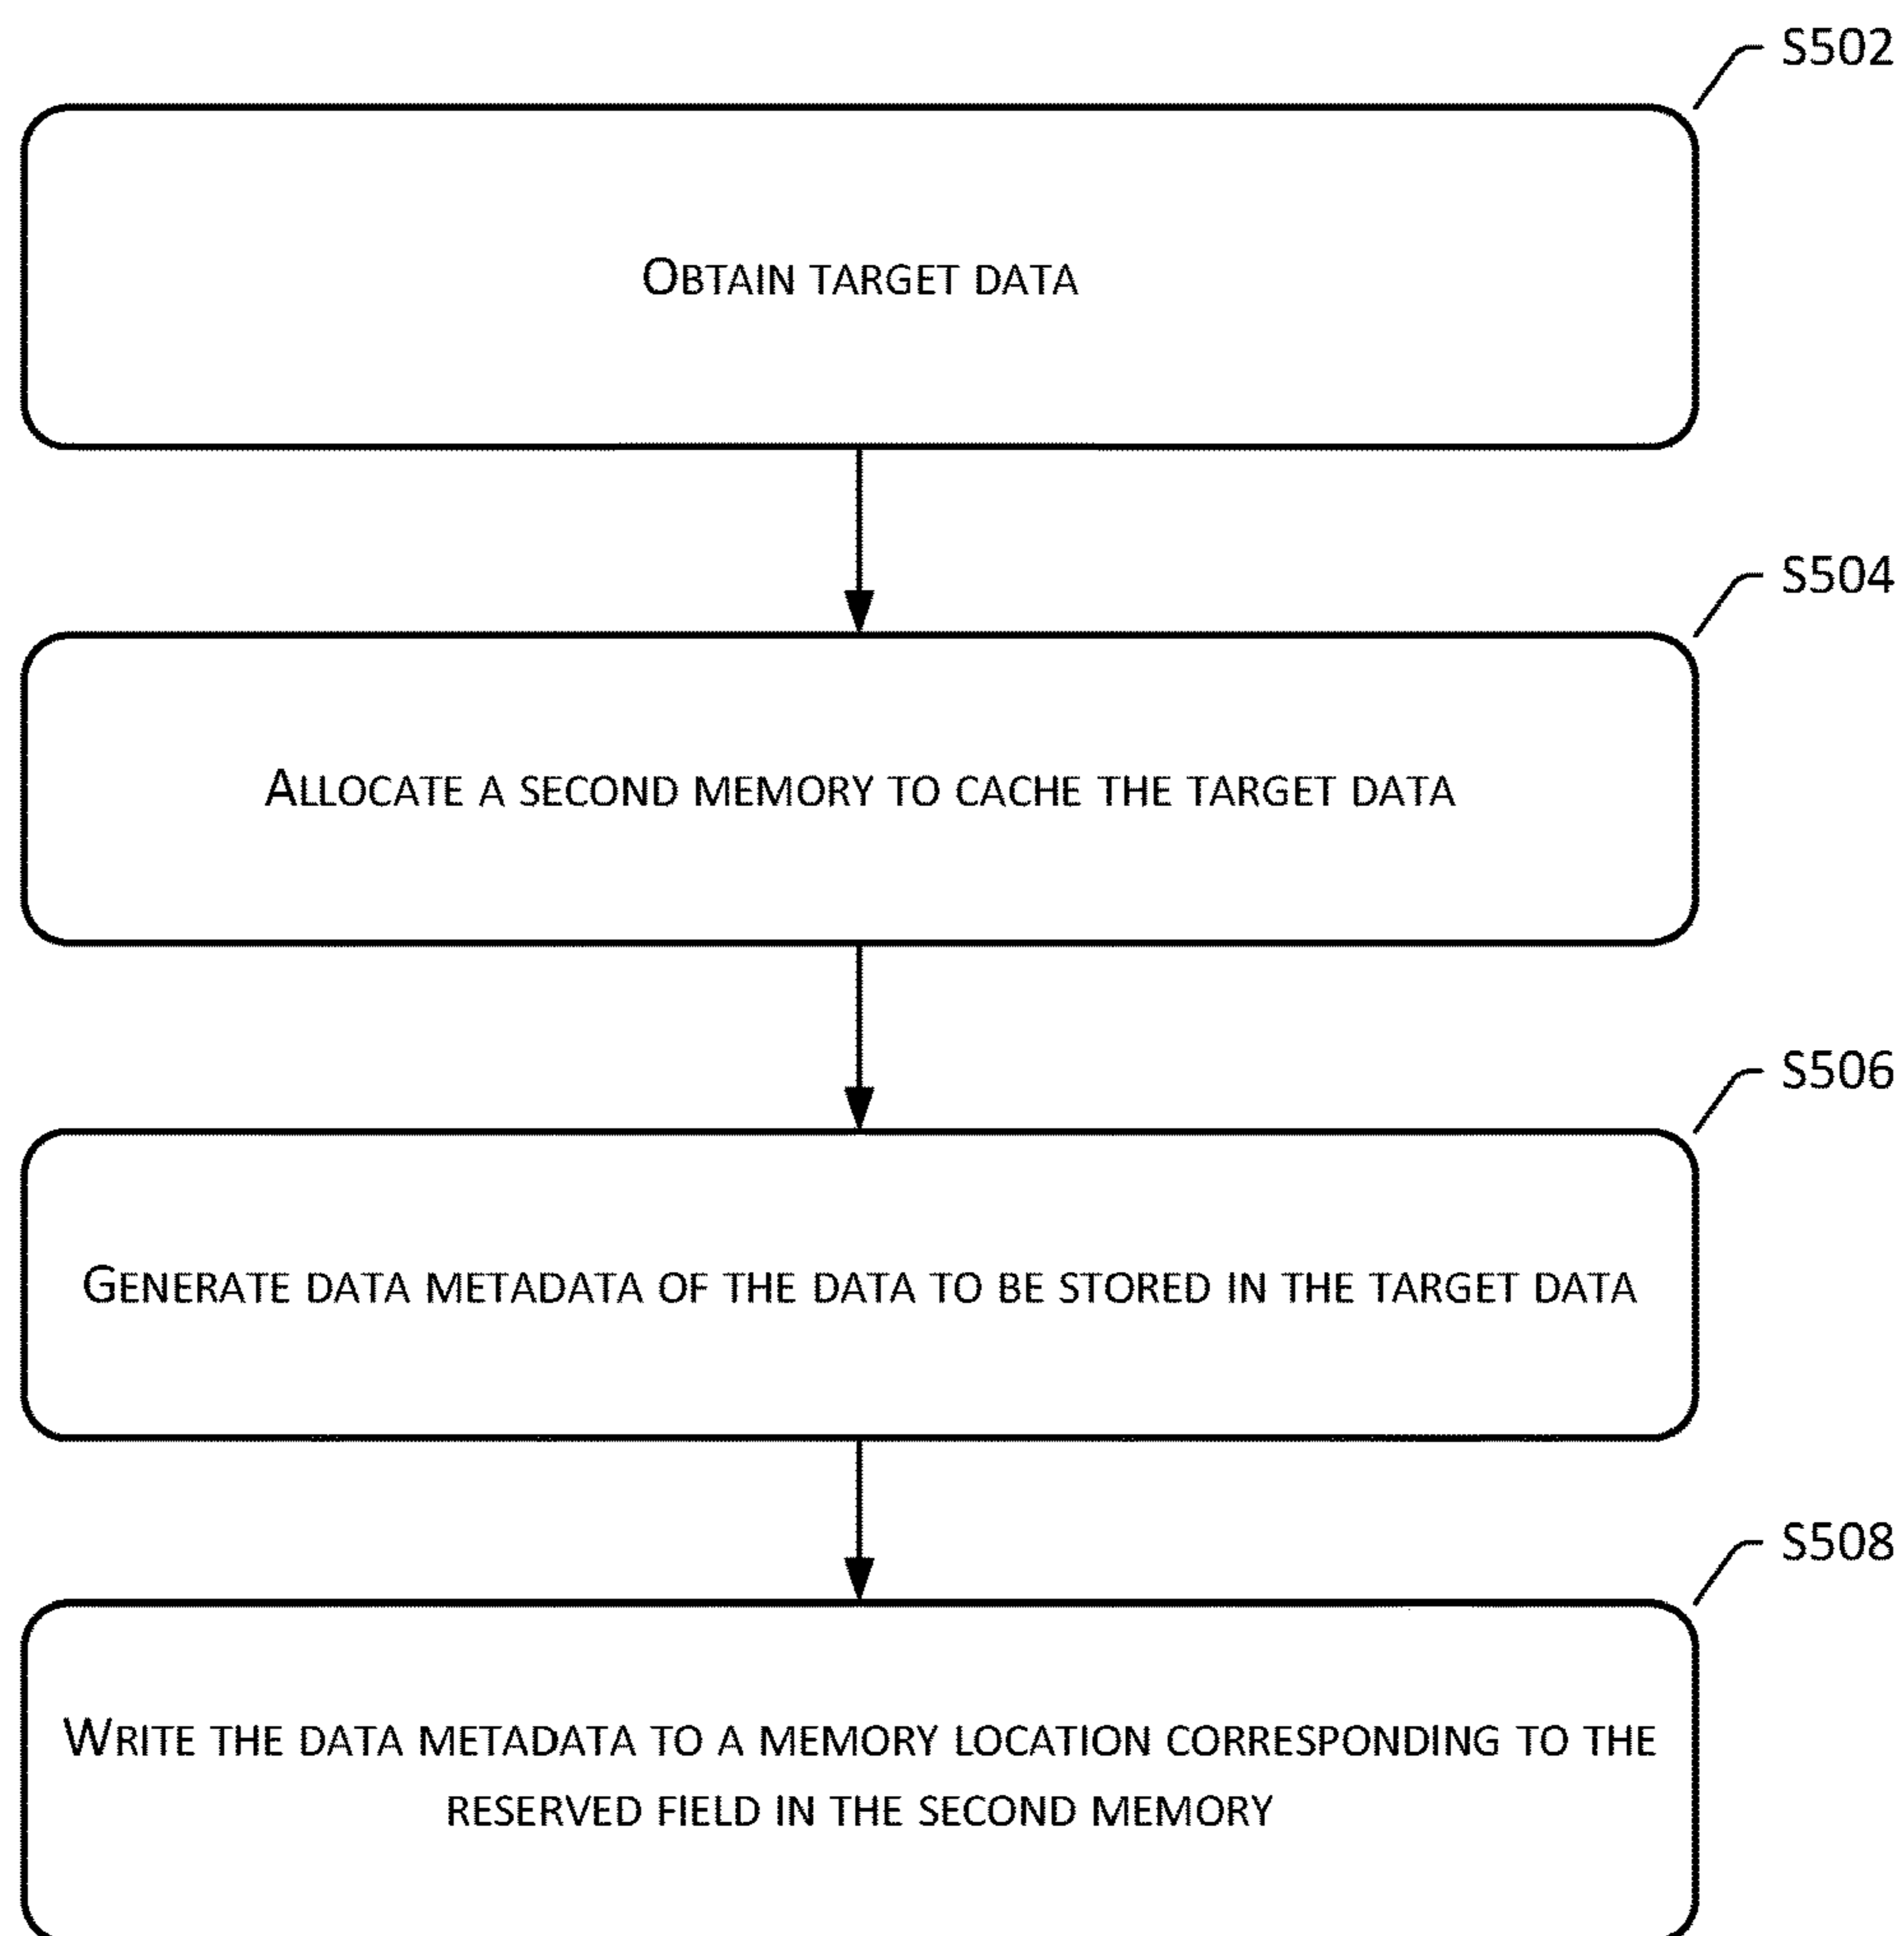 S502
OBTAIN TARGET DATA
S504
ALLOCATE A SECOND MEMORY TO CACHE THE TARGET DATA
S506
GENERATE DATA METADATA OF THE DATA TO BE STORED IN THE TARGET DATA
S508
WRITE THE DATA METADATA TO A MEMORY LOCATION CORRESPONDING TO THE
RESERVED FIELD IN THE SECOND MEMORY